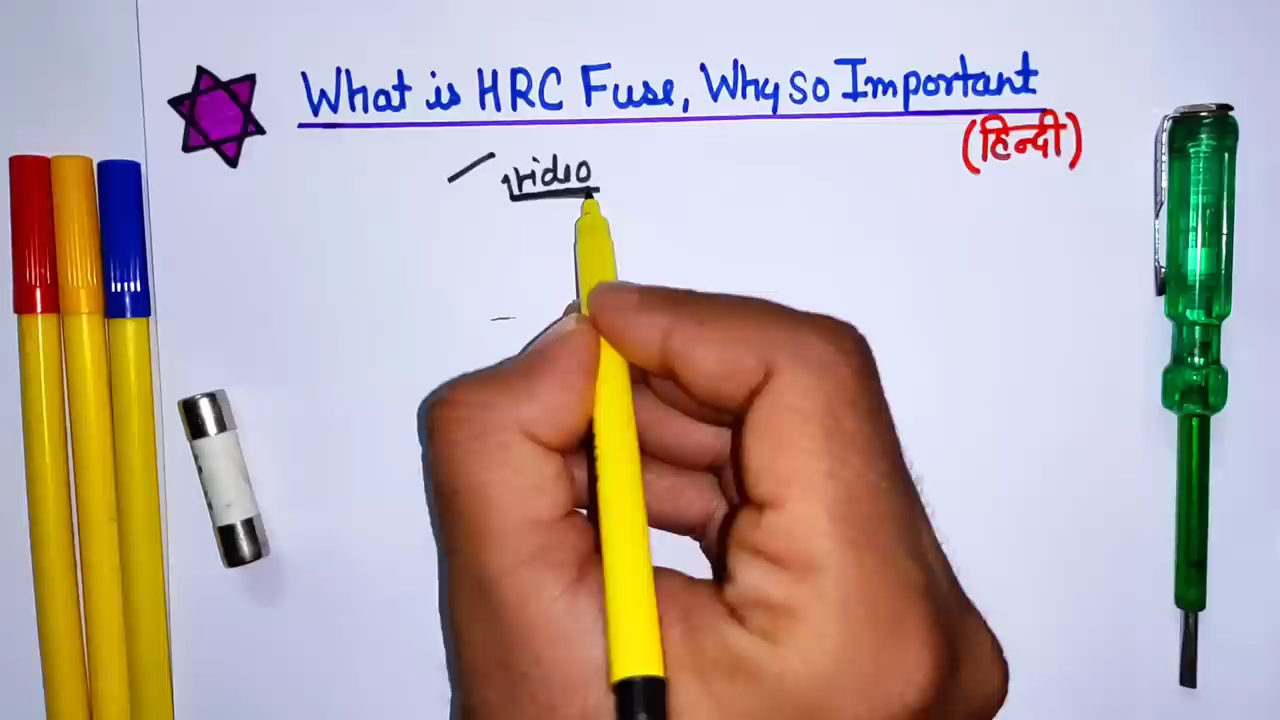 What is HRC Fuse, Why so Important
(हिन्दी)
video